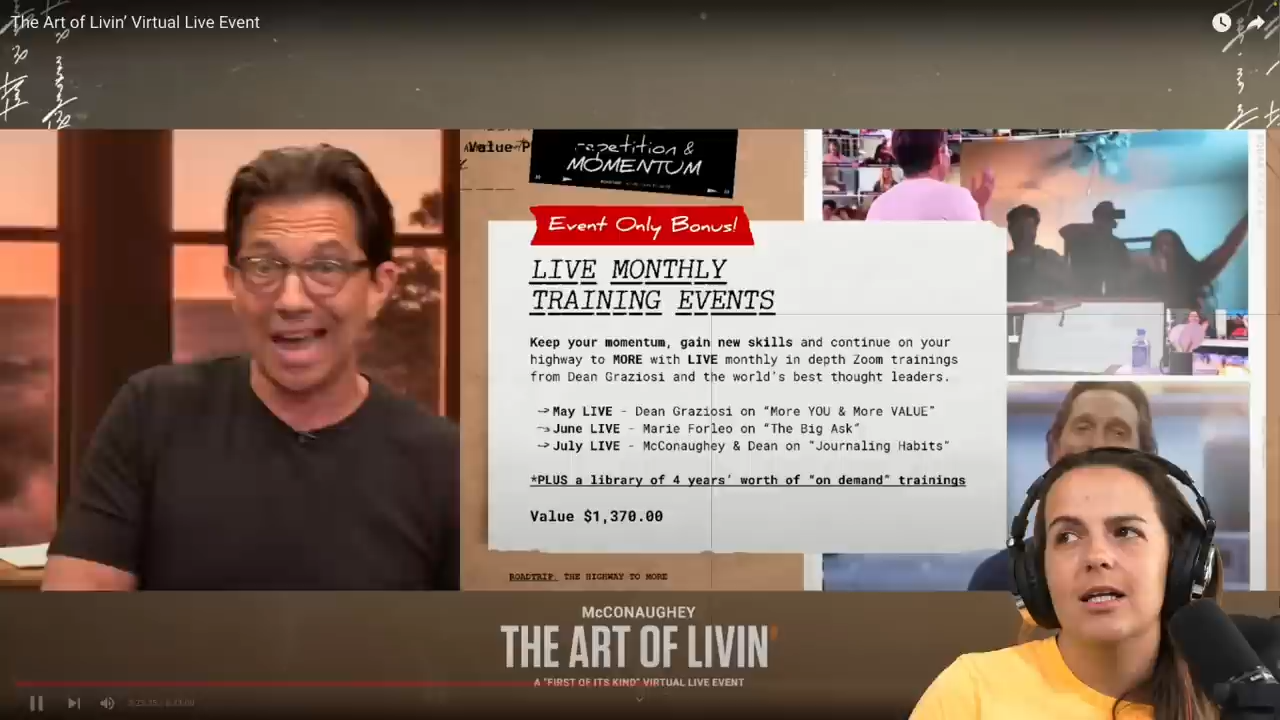 The Art of Livin' Virtual Live Event
Value
repetition &
MOMENTUM
Event Only Bonus!
LIVE MONTHLY
TRAINING EVENTS
Keep your momentum, gain new skills and continue on your
highway to MORE with LIVE monthly in depth Zoom trainings
from Dean Graziosi and the world's best thought leaders.
→ May LIVE - Dean Graziosi on "More YOU & More VALUE"
→ June LIVE - Marie Forleo on "The Big Ask"
→ July LIVE - McConaughey & Dean on "Journaling Habits"
*PLUS a library of 4 years' worth of "on demand" trainings
Value $1,370.00
ROADTRIP: THE HIGHWAY TO MORE
McCONAUGHEY
THE ART OF LIVIN'
A "FIRST OF ITS KIND" VIRTUAL LIVE EVENT